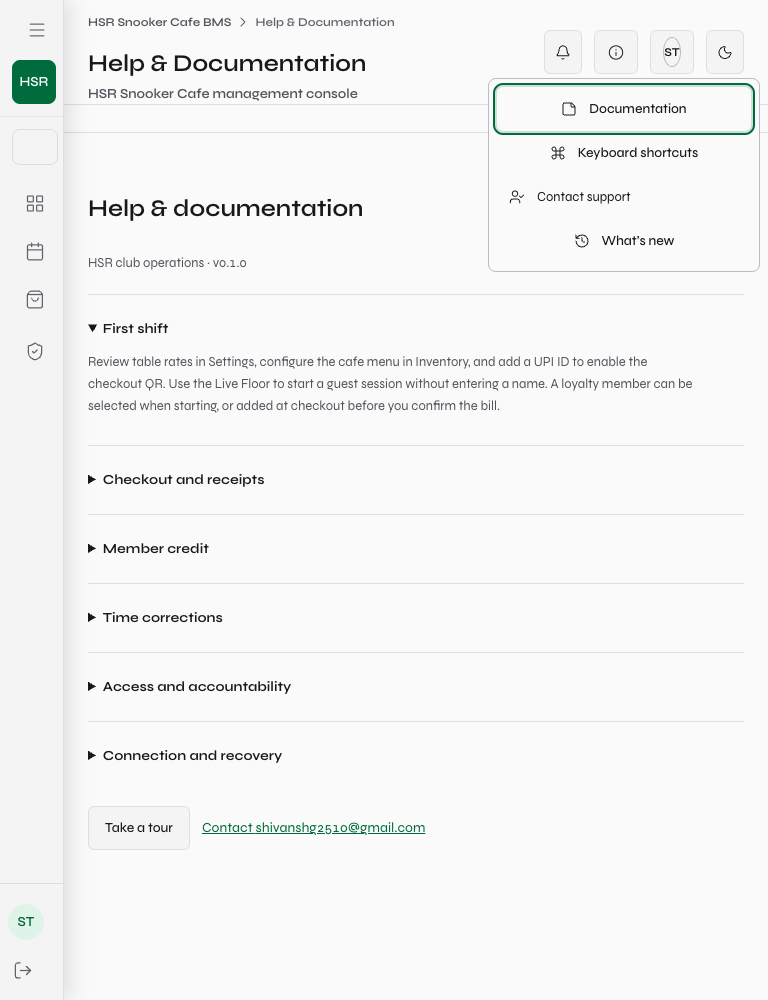 HSR Snooker Cafe BMS > Help & Documentation
Help & Documentation
HSR Snooker Cafe management console
HSR
ST
Documentation
Keyboard shortcuts
Contact support
What's new
Help & documentation
HSR club operations · v0.1.0
First shift
Review table rates in Settings, configure the cafe menu in Inventory, and add a UPI ID to enable the
checkout QR. Use the Live Floor to start a guest session without entering a name. A loyalty member can be
selected when starting, or added at checkout before you confirm the bill.
Checkout and receipts
Member credit
Time corrections
Access and accountability
Connection and recovery
Take a tour
Contact shivanshg2510@gmail.com
ST